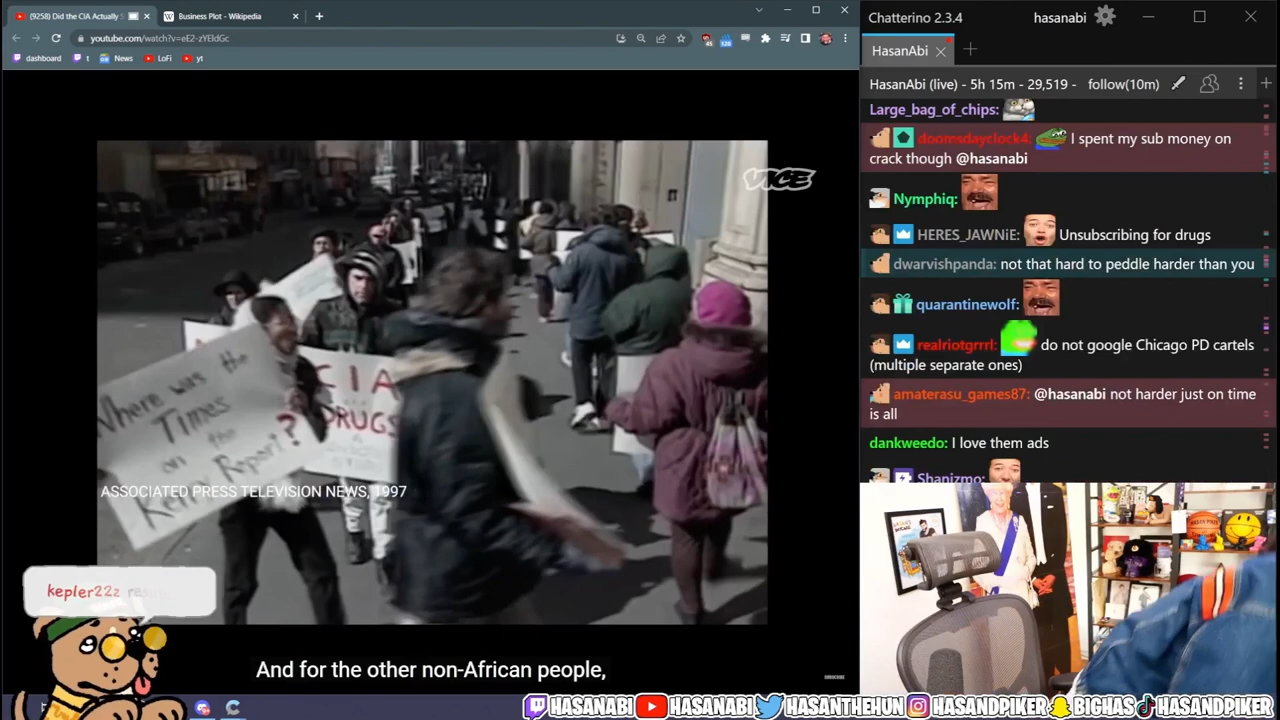 (9258) Did the CIA Actually S
Business Plot - Wikipedia
youtube.com/watch?v=eE2-zYEldGc
45
120
dashboard
t
News
LoFi
yt
VICE
Where was the
Times
on
the
Kerry Report?
CIA
DRUGS
ASSOCIATED PRESS TELEVISION NEWS, 1997
And for the other non-African people,
kepler22z
Chatterino 2.3.4
hasanabi
HasanAbi
HasanAbi (live) - 5h 15m - 29,519 -
follow(10m)
Large_bag_of_chips:
doomsdayclock4: I spent my sub money on
crack though @hasanabi
Nymphiq:
HERES_JAWNiE: Unsubscribing for drugs
dwarvishpanda: not that hard to peddle harder than you
quarantinewolf:
realriotgrrrl: do not google Chicago PD cartels
(multiple separate ones)
amaterasu_games87: @hasanabi not harder just on time
is all
dankweedo: I love them ads
Shanizmo:
HASANABI HASANABI HASANTHEHUN HASANDPIKER BIGHAS HASANDPIKER